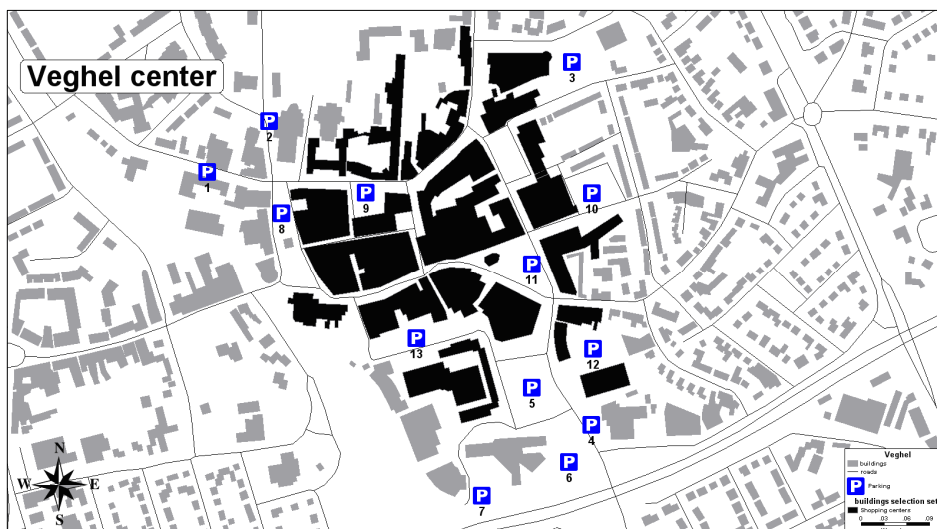 Veghel center
P
3
P
2
P
1
P
9
P
10
P
8
P
11
P
13
P
12
P
5
P
4
P
6
P
7
N
W E
S
Veghel
buildings
roads
P Parking
buildings selection set
Shopping centers
0 .03 .06 .09